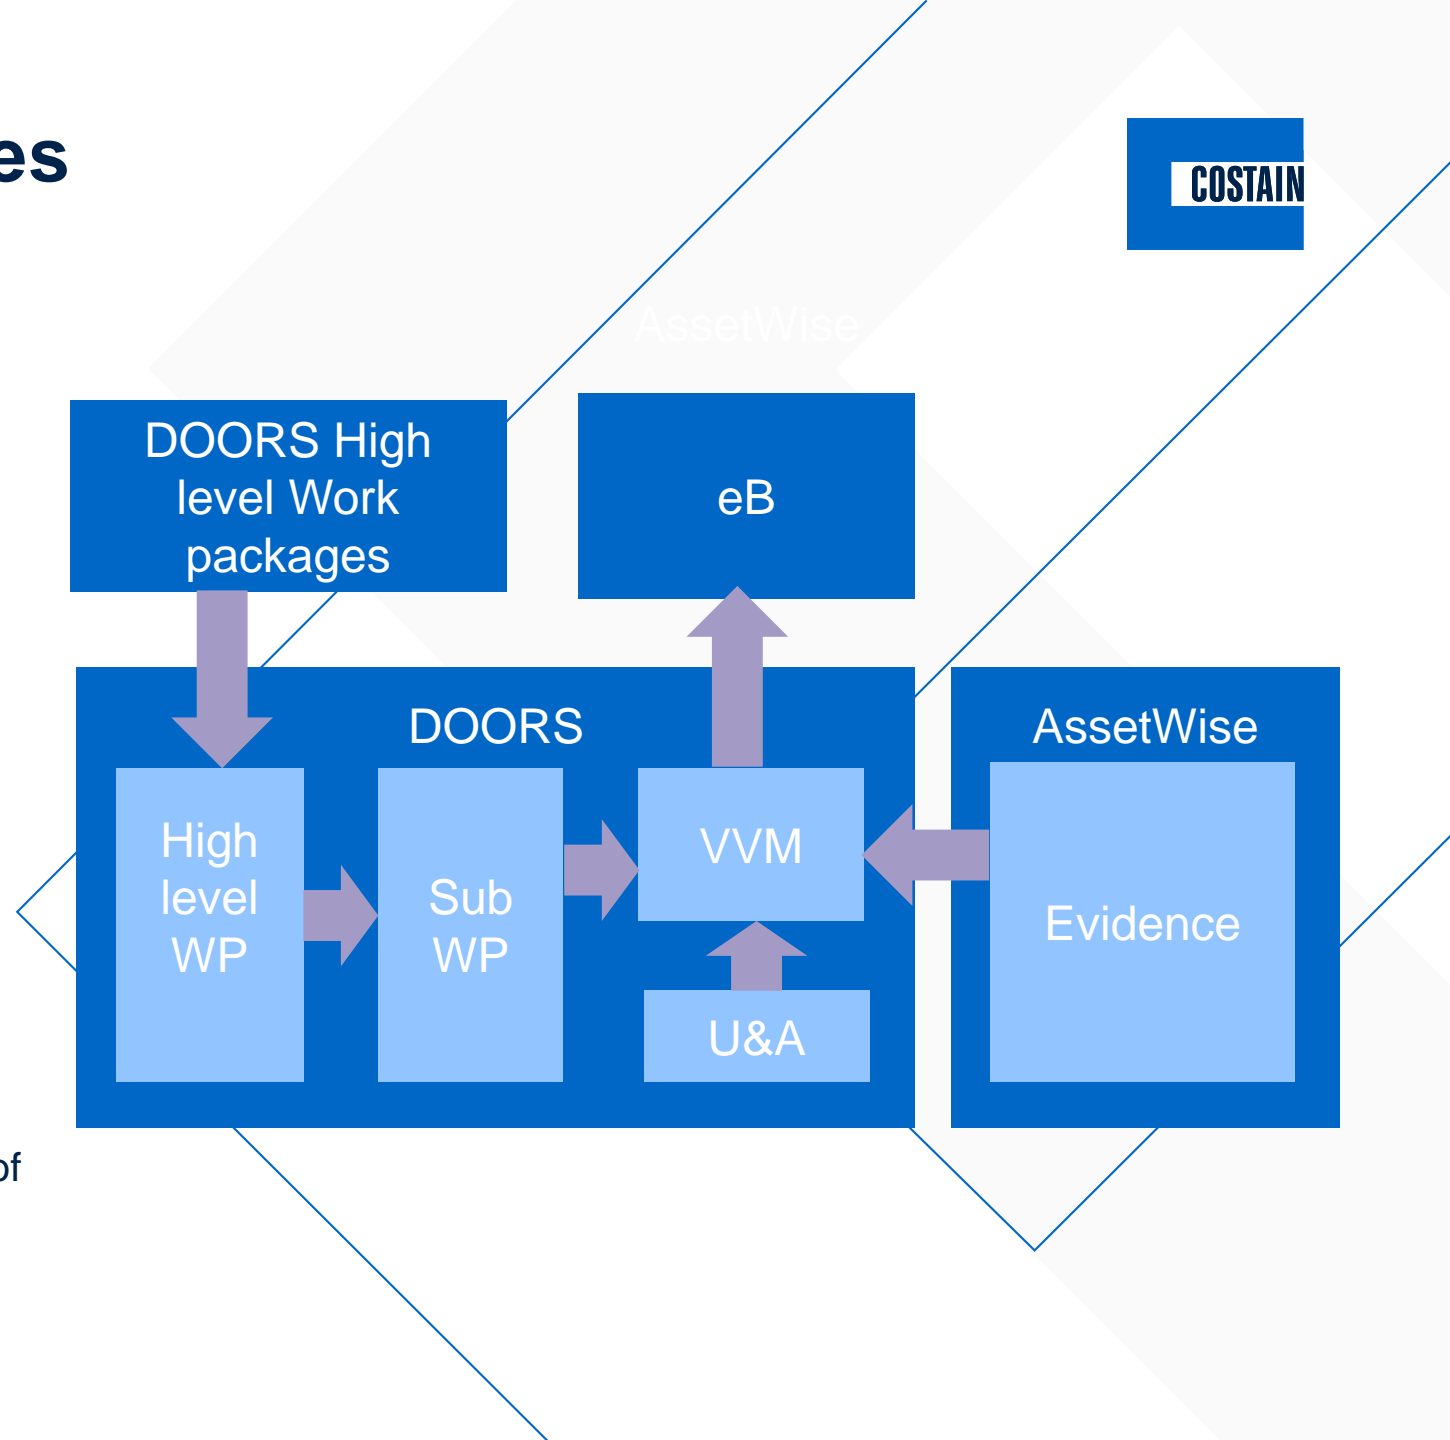 es
COSTAIN
AssetWise
DOORS High
level Work
packages
eB
DOORS
AssetWise
High
level
WP
Sub
WP
VVM
U&A
Evidence
of